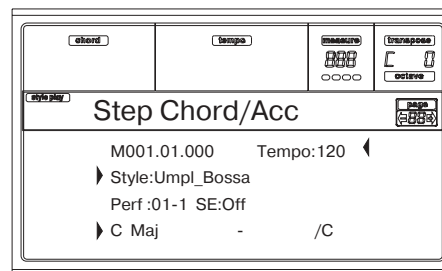 chord tempo measure transpose
888 C 0
octave
style play Step Chord/Acc page
88
M001.01.000 Tempo:120
Style:Umpl_Bossa
Perf :01-1 SE:Off
C Maj - /C